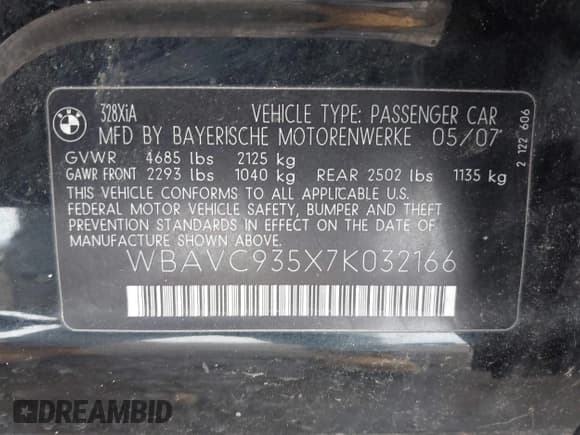 BMW
328XiA
VEHICLE TYPE: PASSENGER CAR
MFD BY BAYERISCHE MOTORENWERKE 05/07
GVWR 4685 lbs 2125 kg
GAWR FRONT 2293 lbs 1040 kg REAR 2502 lbs 1135 kg
THIS VEHICLE CONFORMS TO ALL APPLICABLE U.S.
FEDERAL MOTOR VEHICLE SAFETY, BUMPER AND THEFT
PREVENTION STANDARDS IN EFFECT ON THE DATE OF
MANUFACTURE SHOWN ABOVE.
WBAVC935X7K032166
2 122 606
DREAMBID